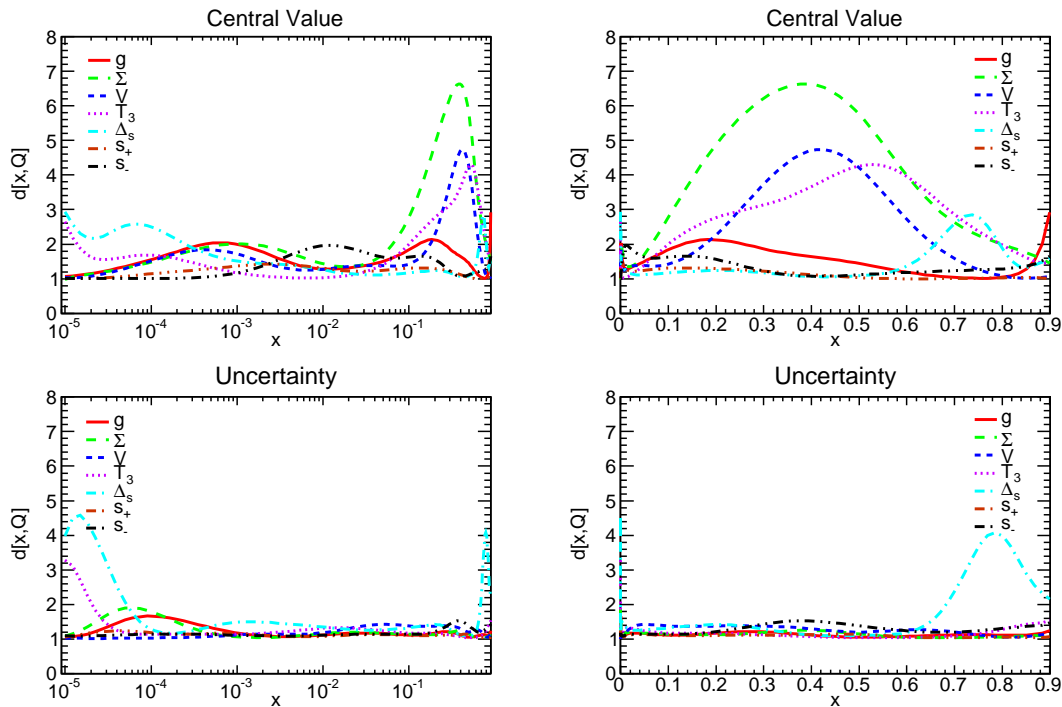 Central Value
d[x,Q]
8
7
6
5
4
3
2
1
0
g
Σ
V
T₃
Δₛ
s₊
s₋
10⁻⁵ 10⁻⁴ 10⁻³ 10⁻² 10⁻¹
x
Central Value
d[x,Q]
8
7
6
5
4
3
2
1
0
g
Σ
V
T₃
Δₛ
s₊
s₋
0 0.1 0.2 0.3 0.4 0.5 0.6 0.7 0.8 0.9
x
Uncertainty
d[x,Q]
8
7
6
5
4
3
2
1
0
g
Σ
V
T₃
Δₛ
s₊
s₋
10⁻⁵ 10⁻⁴ 10⁻³ 10⁻² 10⁻¹
x
Uncertainty
d[x,Q]
8
7
6
5
4
3
2
1
0
g
Σ
V
T₃
Δₛ
s₊
s₋
0 0.1 0.2 0.3 0.4 0.5 0.6 0.7 0.8 0.9
x